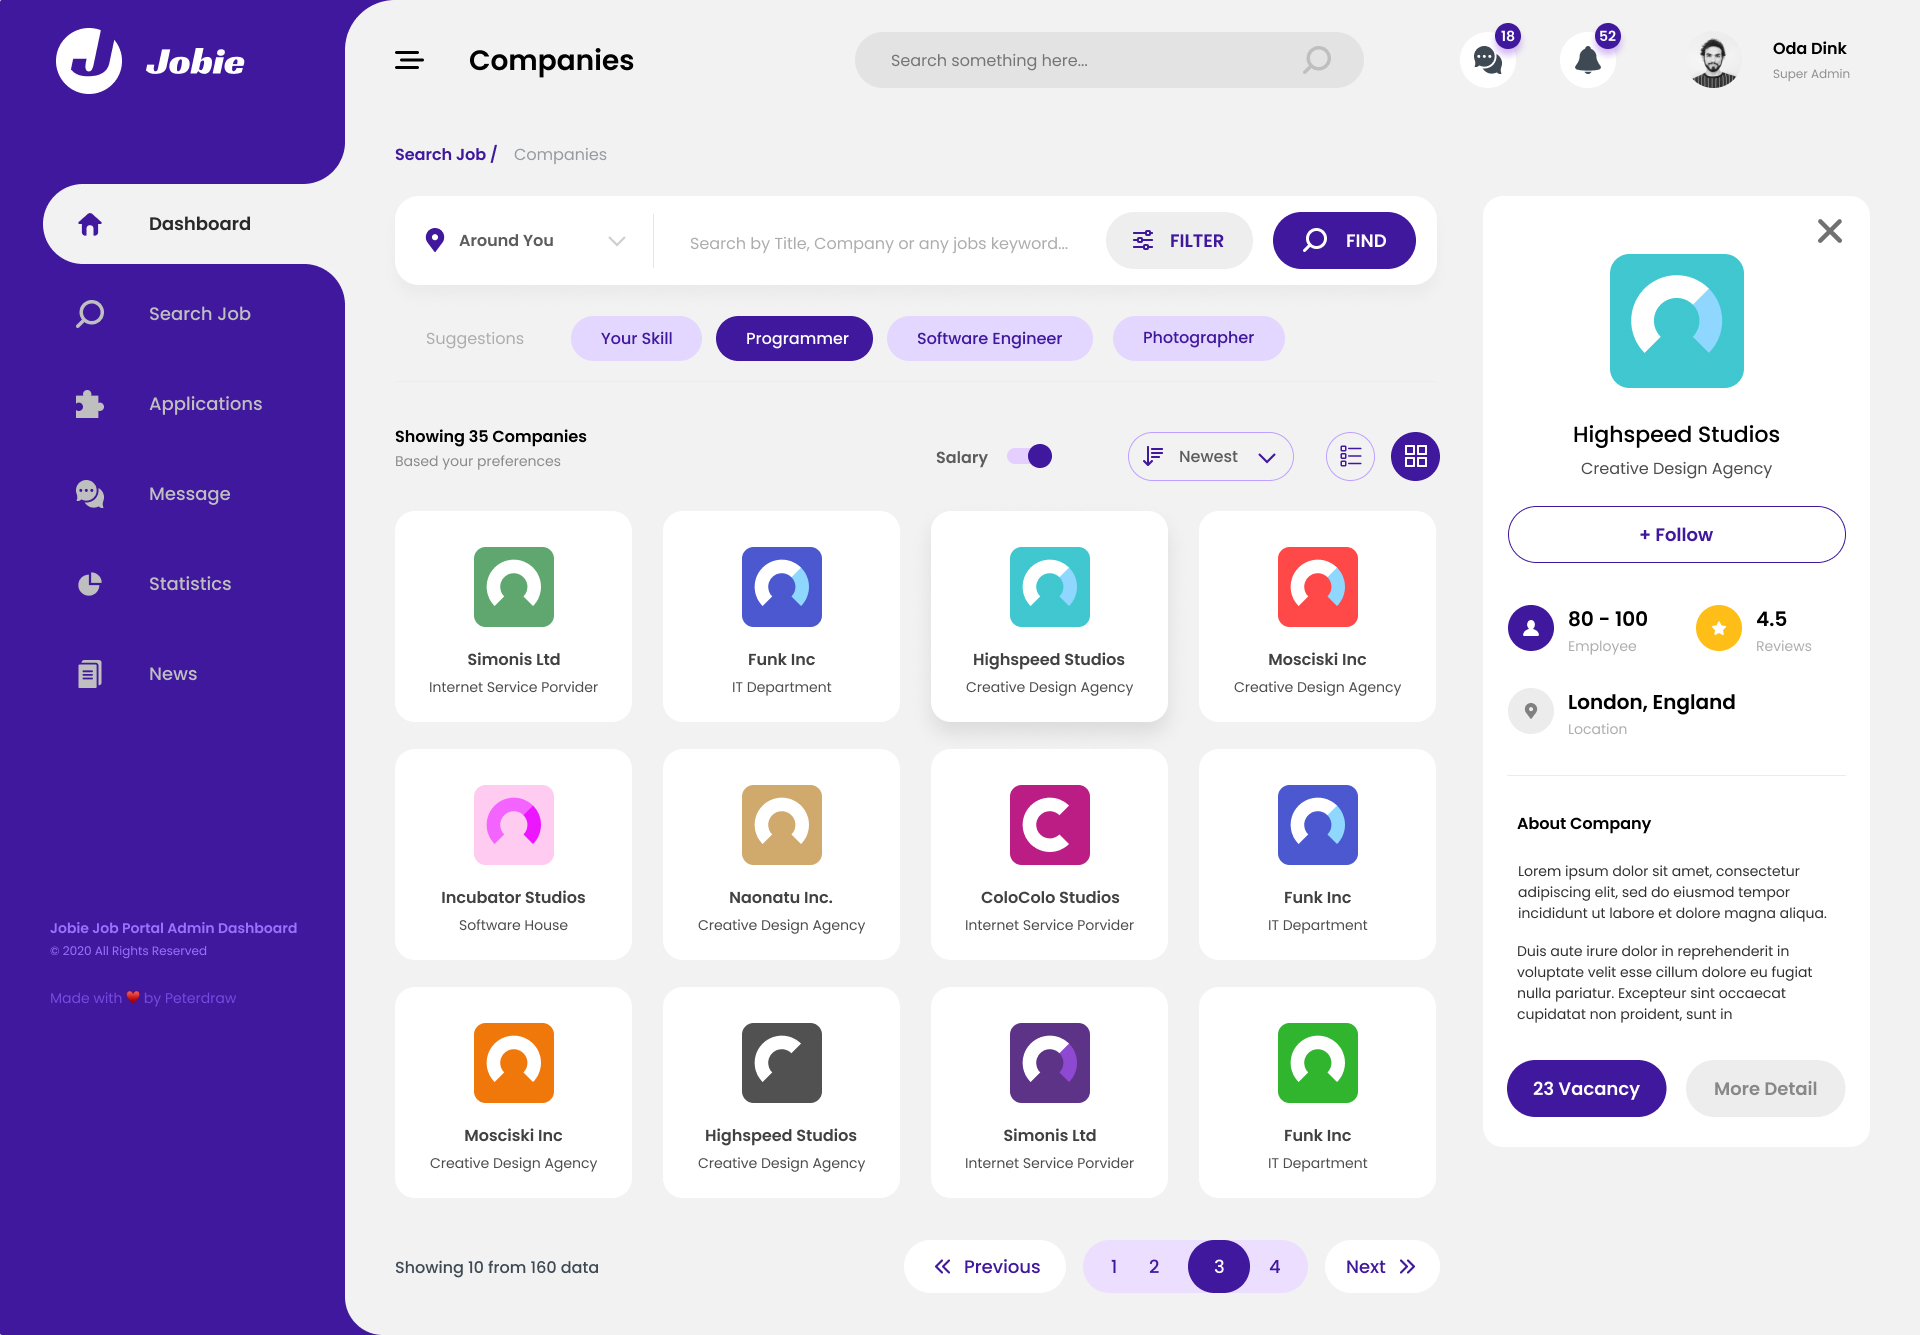 Jobie
Companies
Search something here...
18
52
Oda Dink
Super Admin
Dashboard
Search Job
Applications
Message
Statistics
News
Jobie Job Portal Admin Dashboard
© 2020 All Rights Reserved
Made with ❤️ by Peterdraw
Search Job / Companies
Around You
Search by Title, Company or any jobs keyword...
FILTER
FIND
Suggestions
Your Skill
Programmer
Software Engineer
Photographer
Showing 35 Companies
Based your preferences
Salary
Newest
Simonis Ltd
Internet Service Porvider
Funk Inc
IT Department
Highspeed Studios
Creative Design Agency
Mosciski Inc
Creative Design Agency
Incubator Studios
Software House
Naonatu Inc.
Creative Design Agency
ColoColo Studios
Internet Service Porvider
Funk Inc
IT Department
Mosciski Inc
Creative Design Agency
Highspeed Studios
Creative Design Agency
Simonis Ltd
Internet Service Porvider
Funk Inc
IT Department
Showing 10 from 160 data
Previous
1
2
3
4
Next
Highspeed Studios
Creative Design Agency
+ Follow
80 - 100
Employee
4.5
Reviews
London, England
Location
About Company
Lorem ipsum dolor sit amet, consectetur
adipiscing elit, sed do eiusmod tempor
incididunt ut labore et dolore magna aliqua.
Duis aute irure dolor in reprehenderit in
voluptate velit esse cillum dolore eu fugiat
nulla pariatur. Excepteur sint occaecat
cupidatat non proident, sunt in
23 Vacancy
More Detail